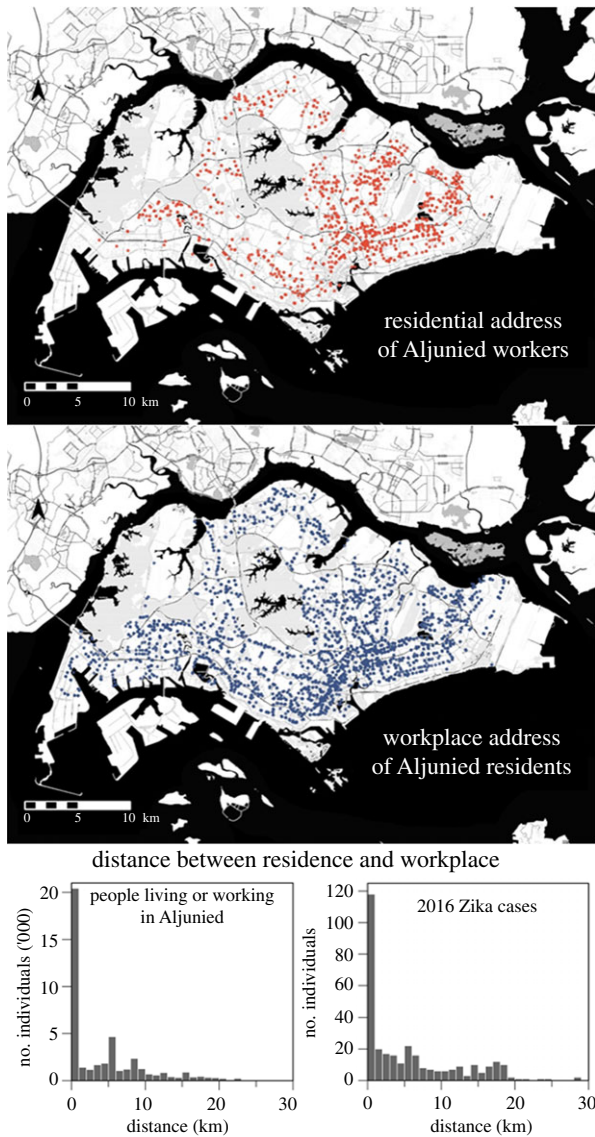 residential address
of Aljunied workers
0 5 10 km
workplace address
of Aljunied residents
0 5 10 km
distance between residence and workplace
people living or working
in Aljunied
no. individuals ('000)
20
15
10
5
0
0 10 20 30
distance (km)
2016 Zika cases
no. individuals
120
100
80
60
40
20
0
0 10 20 30
distance (km)